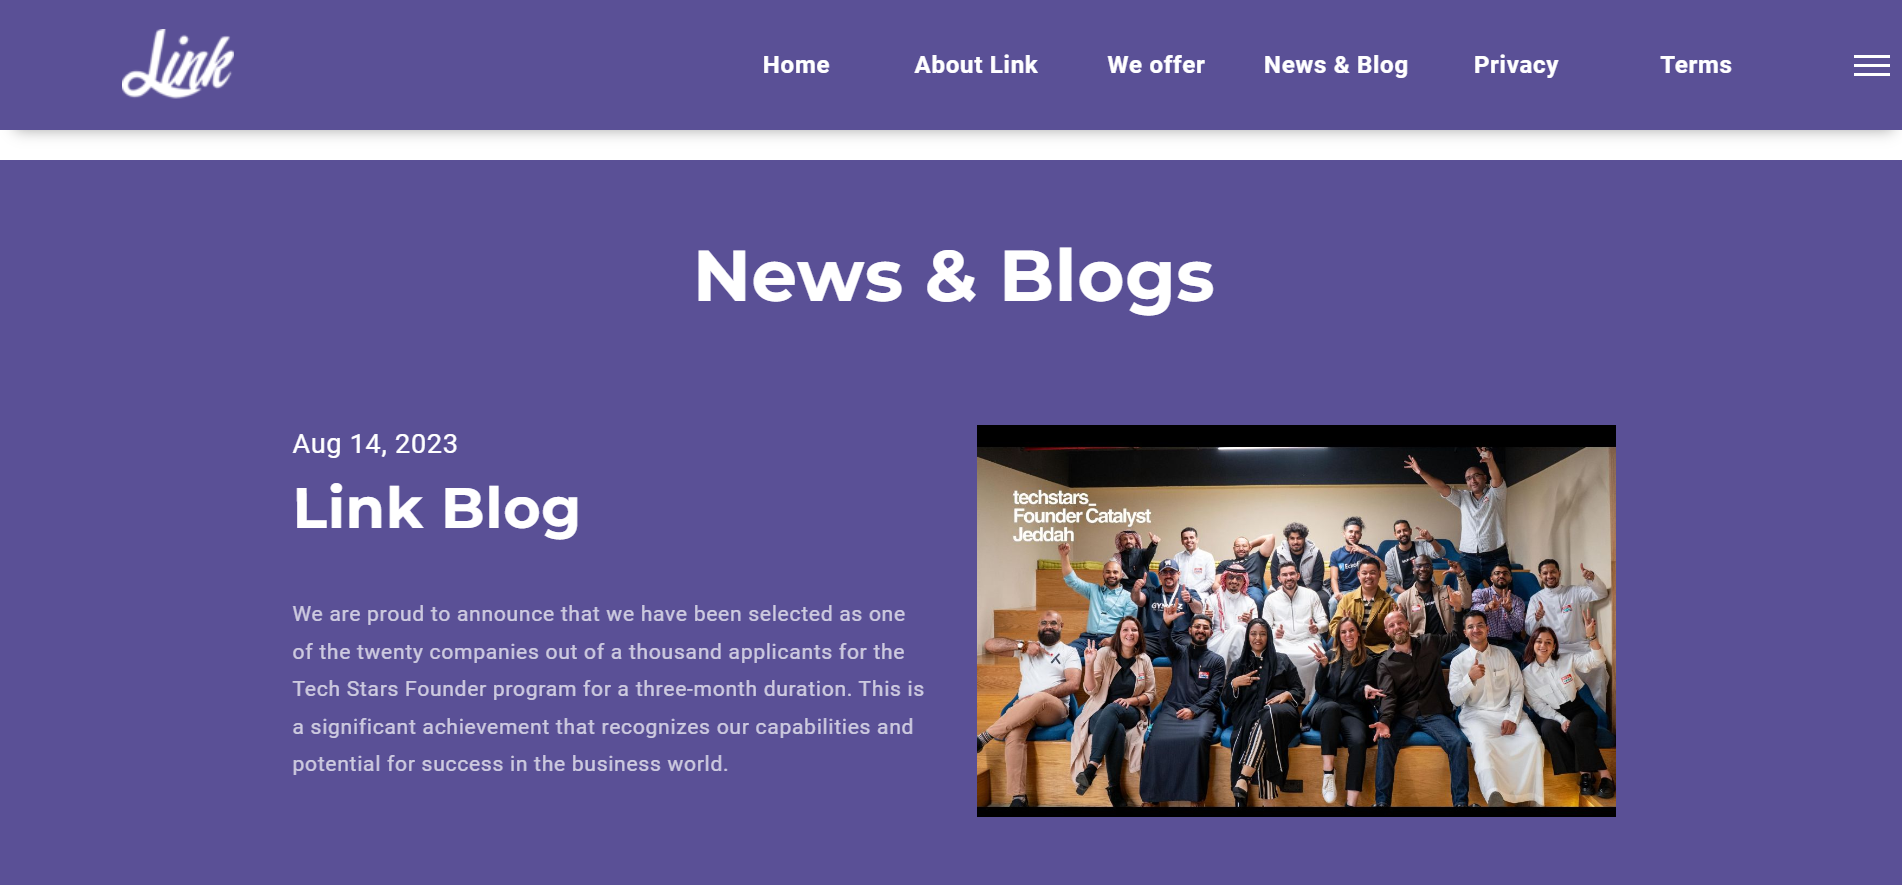 Link
Home
About Link
We offer
News & Blog
Privacy
Terms
News & Blogs
Aug 14, 2023
Link Blog
We are proud to announce that we have been selected as one
of the twenty companies out of a thousand applicants for the
Tech Stars Founder program for a three-month duration. This is
a significant achievement that recognizes our capabilities and
potential for success in the business world.
techstars_
Founder Catalyst
Jeddah